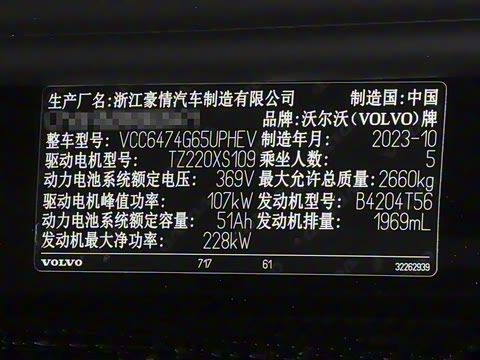 生产厂名:浙江豪情汽车制造有限公司 制造国:中国
品牌:沃尔沃(VOLVO)牌
整车型号: VCC6474G65UPHEV 制造年月: 2023-10
驱动电机型号: TZ220XS109 乘坐人数: 5
动力电池系统额定电压: 369V 最大允许总质量: 2660kg
驱动电机峰值功率: 107kW 发动机型号: B4204T56
动力电池系统额定容量: 51Ah 发动机排量: 1969mL
发动机最大净功率: 228kW
VOLVO 717 61 32262939